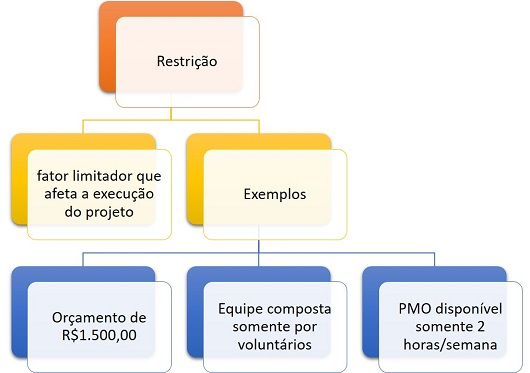 Restrição
fator limitador que
afeta a execução
do projeto
Exemplos
Orçamento de
R$1.500,00
Equipe composta
somente por
voluntários
PMO disponível
somente 2
horas/semana